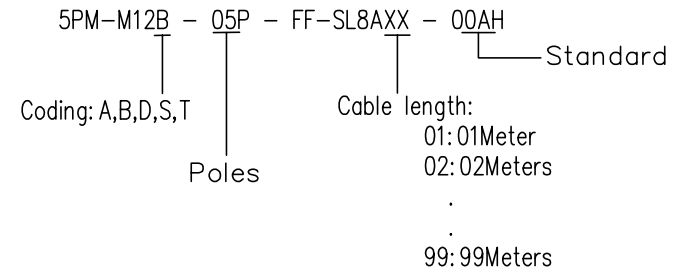 5PM-M12B - 05P - FF-SL8AXX - 00AH
Standard
Coding: A,B,D,S,T
Cable length:
01: 01Meter
02: 02Meters
Poles
.
.
99: 99Meters